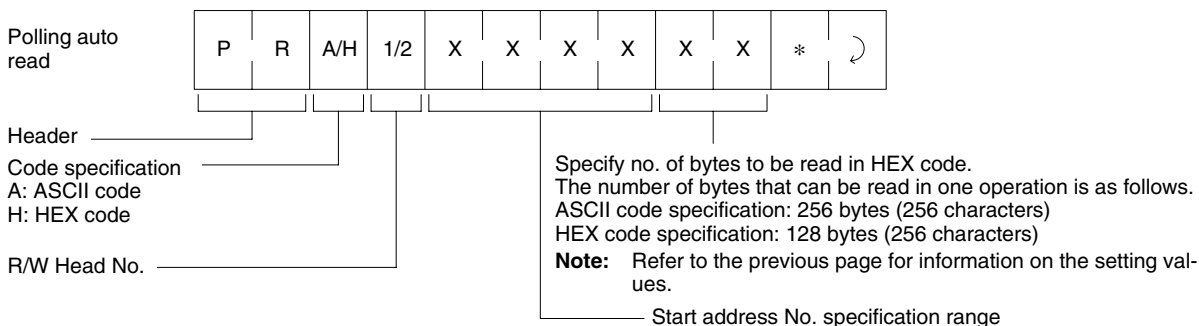 Polling auto
read
P R A/H 1/2 X X X X X X *
Header
Code specification
A: ASCII code
H: HEX code
R/W Head No.
Specify no. of bytes to be read in HEX code.
The number of bytes that can be read in one operation is as follows.
ASCII code specification: 256 bytes (256 characters)
HEX code specification: 128 bytes (256 characters)
Note: Refer to the previous page for information on the setting val-
ues.
Start address No. specification range